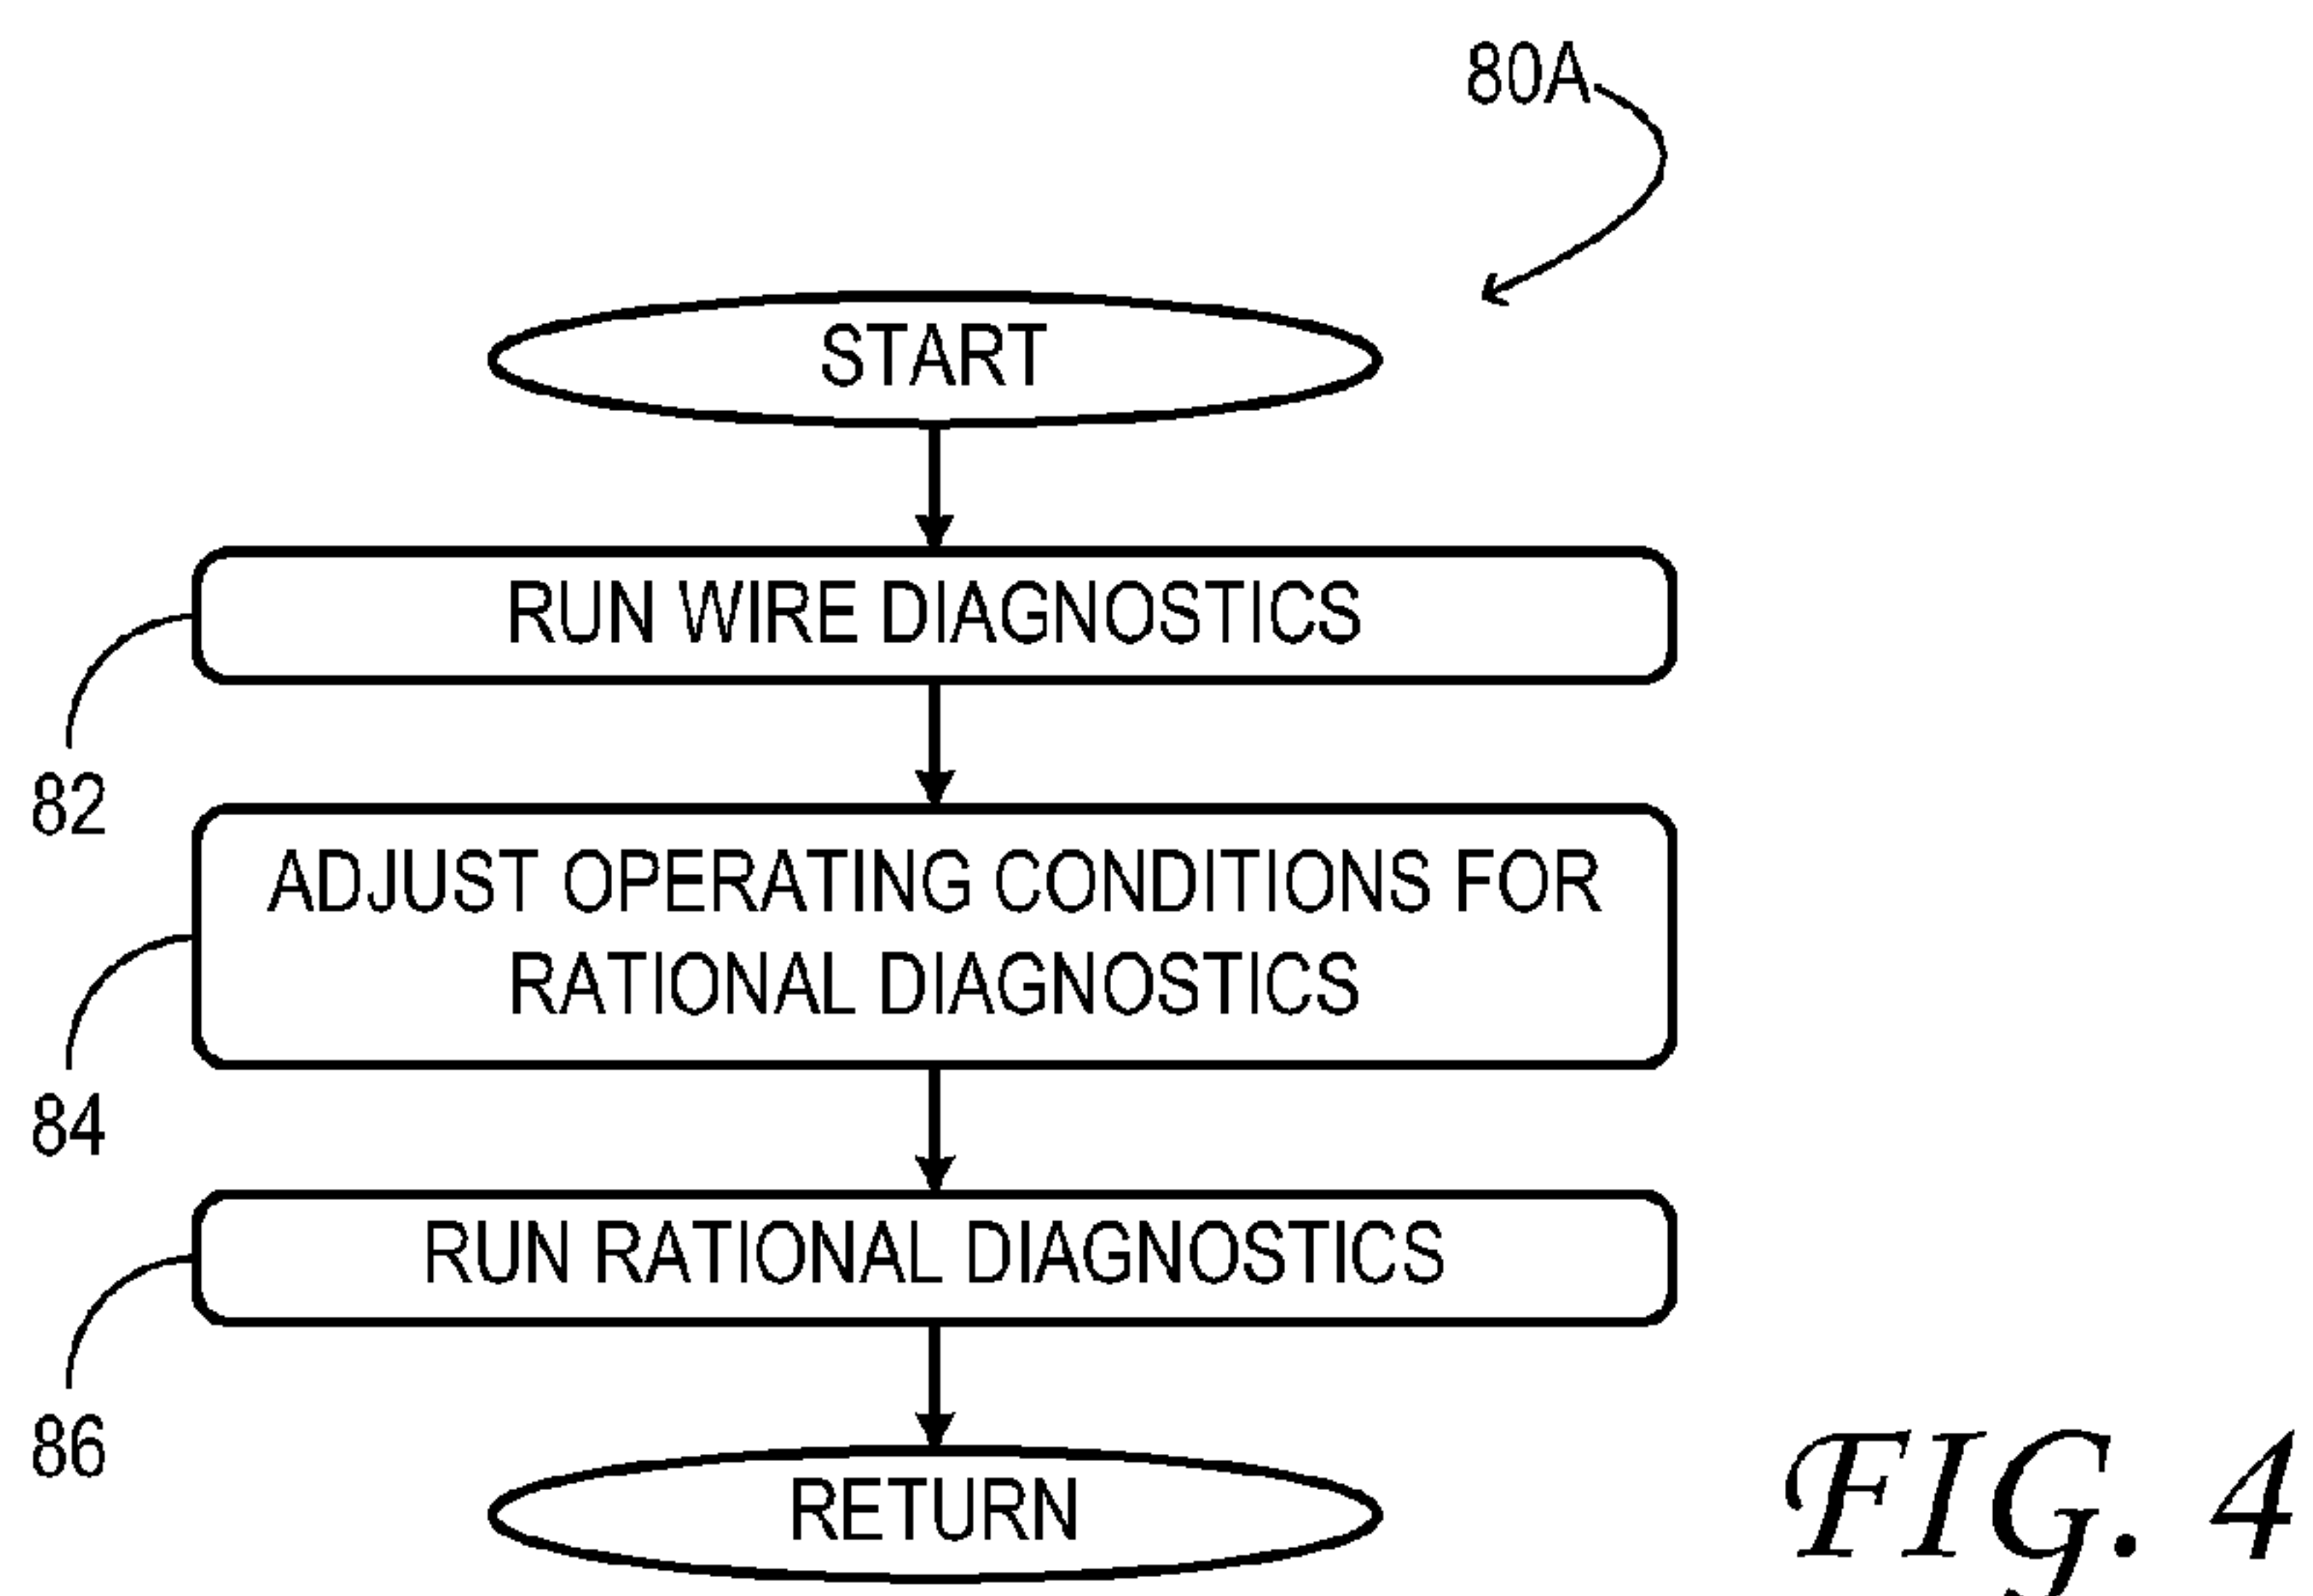 80A
START
RUN WIRE DIAGNOSTICS
82
ADJUST OPERATING CONDITIONS FOR
RATIONAL DIAGNOSTICS
84
RUN RATIONAL DIAGNOSTICS
86
RETURN
FIG. 4